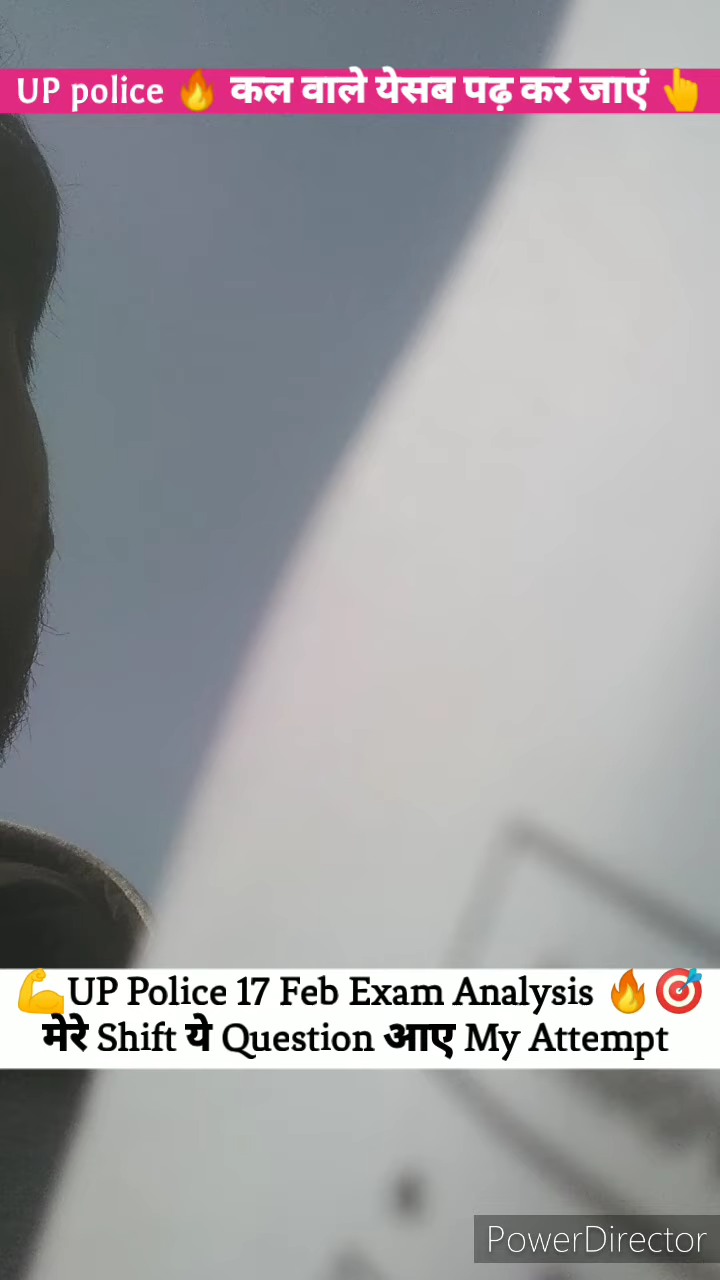 UP police 🔥 कल वाले येसब पढ़ कर जाएं 👆
💪UP Police 17 Feb Exam Analysis 🔥🎯
मेरे Shift ये Question आए My Attempt
PowerDirector